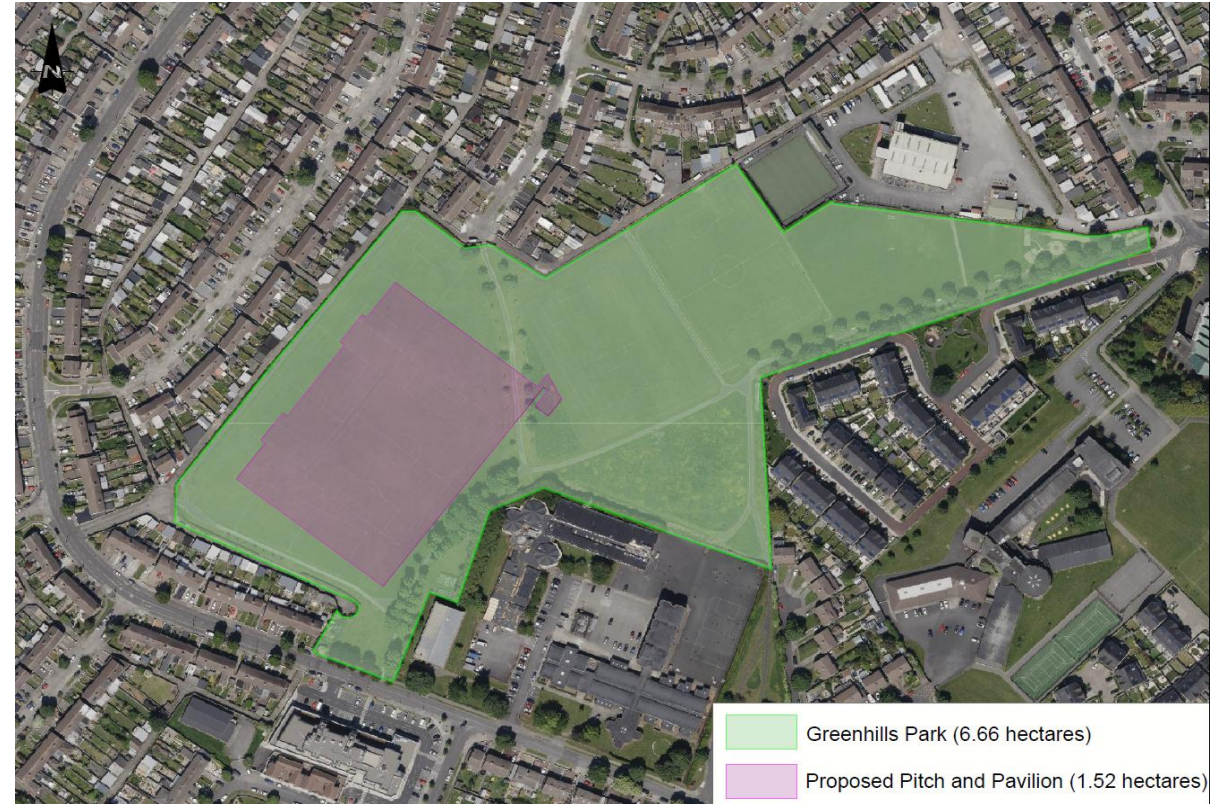 N
Greenhills Park (6.66 hectares)
Proposed Pitch and Pavilion (1.52 hectares)